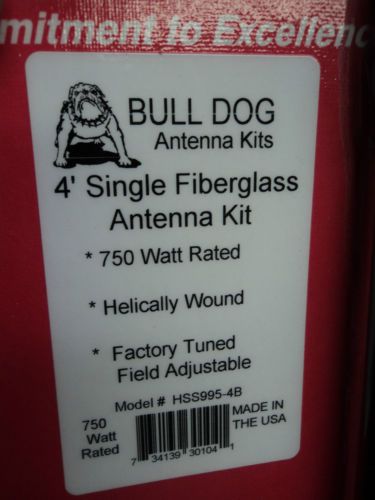 mitment to Excellenc
BULL DOG
Antenna Kits
4' Single Fiberglass
Antenna Kit
* 750 Watt Rated
* Helically Wound
* Factory Tuned
Field Adjustable
Model # HSS995-4B
750
Watt
Rated
MADE IN
THE USA
7 34139 30104 1